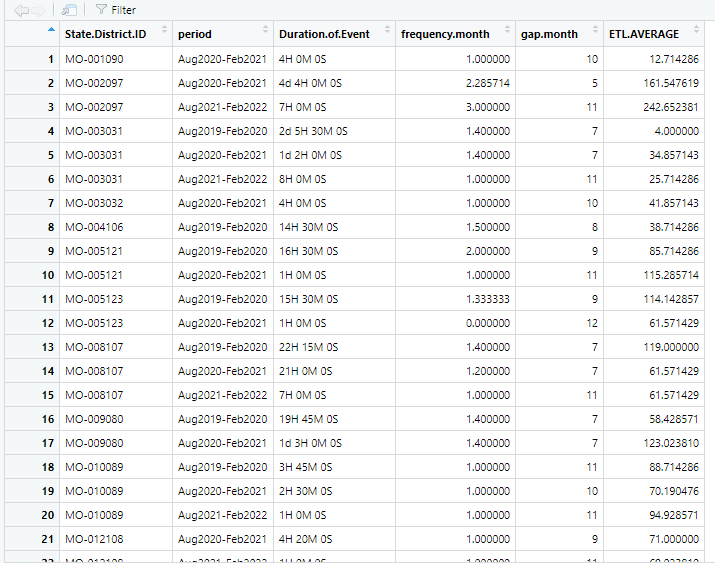 Filter
State.District.ID period Duration.of.Event frequency.month gap.month ETL.AVERAGE
1 MO-001090 Aug2020-Feb2021 4H 0M 0S 1.000000 10 12.714286
2 MO-002097 Aug2020-Feb2021 4d 4H 0M 0S 2.285714 5 161.547619
3 MO-002097 Aug2021-Feb2022 7H 0M 0S 3.000000 11 242.652381
4 MO-003031 Aug2019-Feb2020 2d 5H 30M 0S 1.400000 7 4.000000
5 MO-003031 Aug2020-Feb2021 1d 2H 0M 0S 1.400000 7 34.857143
6 MO-003031 Aug2021-Feb2022 8H 0M 0S 1.000000 11 25.714286
7 MO-003032 Aug2020-Feb2021 4H 0M 0S 1.000000 10 41.857143
8 MO-004106 Aug2019-Feb2020 14H 30M 0S 1.500000 8 38.714286
9 MO-005121 Aug2019-Feb2020 16H 30M 0S 2.000000 9 85.714286
10 MO-005121 Aug2020-Feb2021 1H 0M 0S 1.000000 11 115.285714
11 MO-005123 Aug2019-Feb2020 15H 30M 0S 1.333333 9 114.142857
12 MO-005123 Aug2020-Feb2021 1H 0M 0S 0.000000 12 61.571429
13 MO-008107 Aug2019-Feb2020 22H 15M 0S 1.400000 7 119.000000
14 MO-008107 Aug2020-Feb2021 21H 0M 0S 1.200000 7 61.571429
15 MO-008107 Aug2021-Feb2022 7H 0M 0S 1.000000 11 61.571429
16 MO-009080 Aug2019-Feb2020 19H 45M 0S 1.400000 7 58.428571
17 MO-009080 Aug2020-Feb2021 1d 3H 0M 0S 1.400000 7 123.023810
18 MO-010089 Aug2019-Feb2020 3H 45M 0S 1.000000 11 88.714286
19 MO-010089 Aug2020-Feb2021 2H 30M 0S 1.000000 10 70.190476
20 MO-010089 Aug2021-Feb2022 1H 0M 0S 1.000000 11 94.928571
21 MO-012108 Aug2020-Feb2021 4H 20M 0S 1.000000 9 71.000000